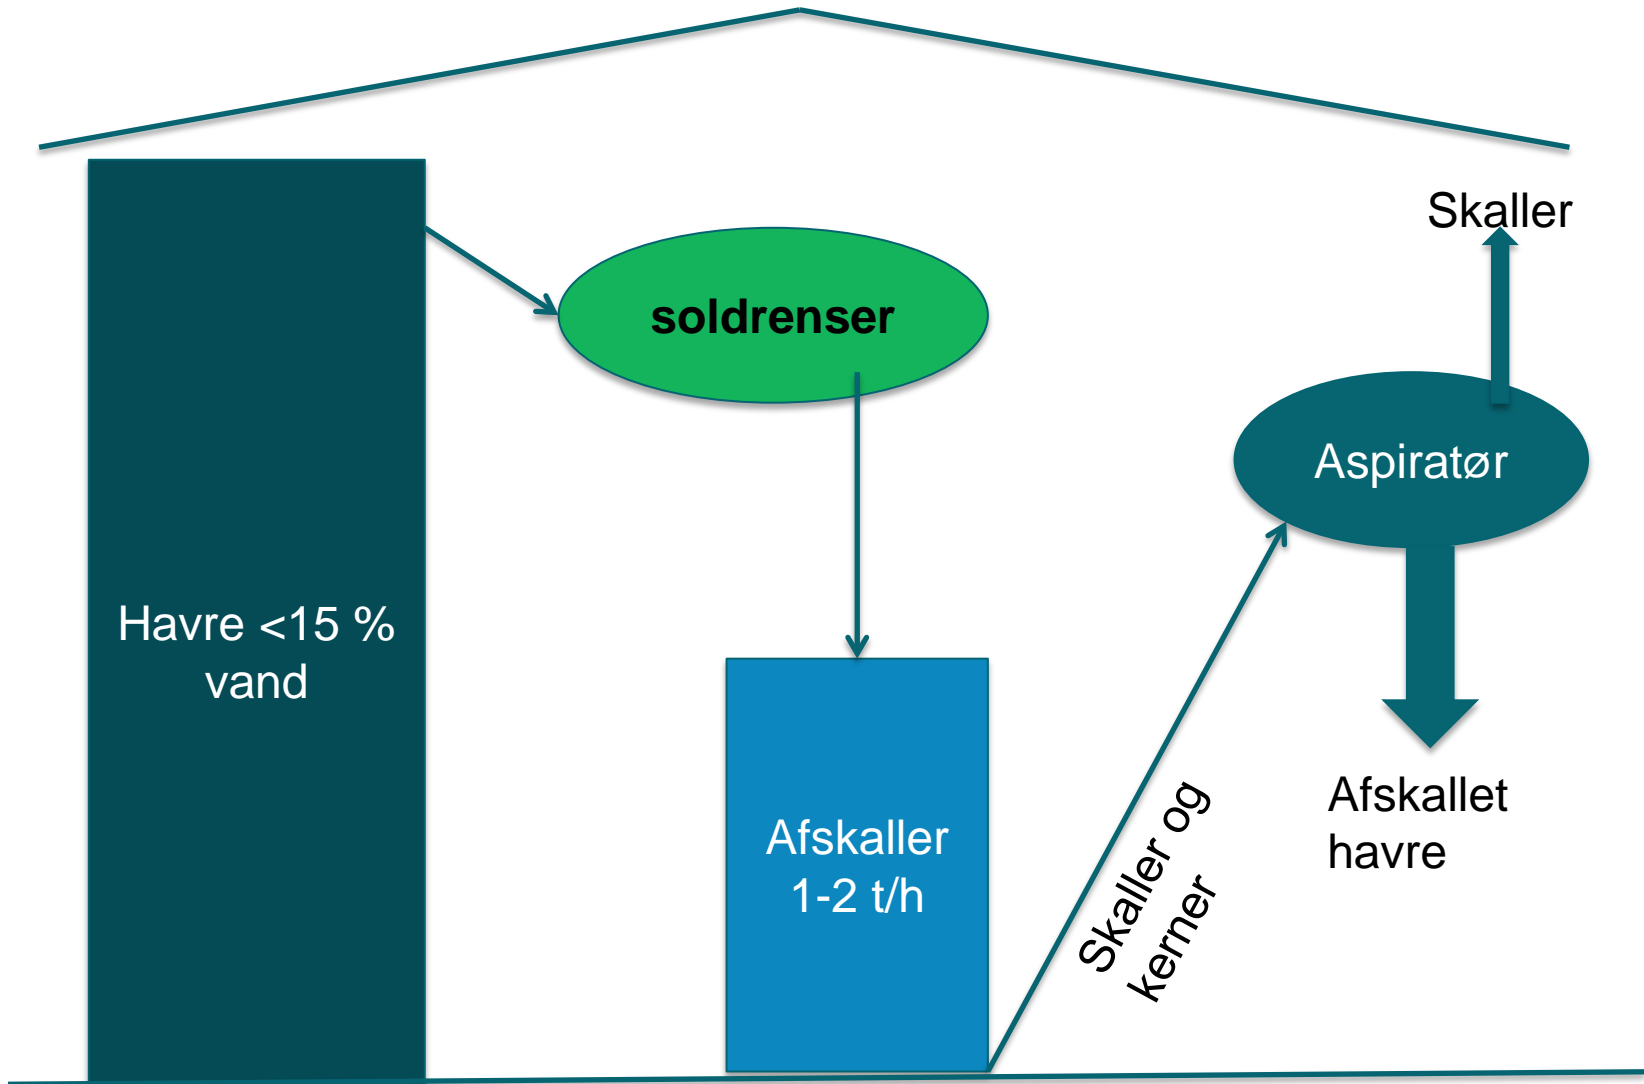 Havre <15 %
vand
soldrenser
Afskaller
1-2 t/h
Skaller og
kerner
Aspiratør
Skaller
Afskallet
havre